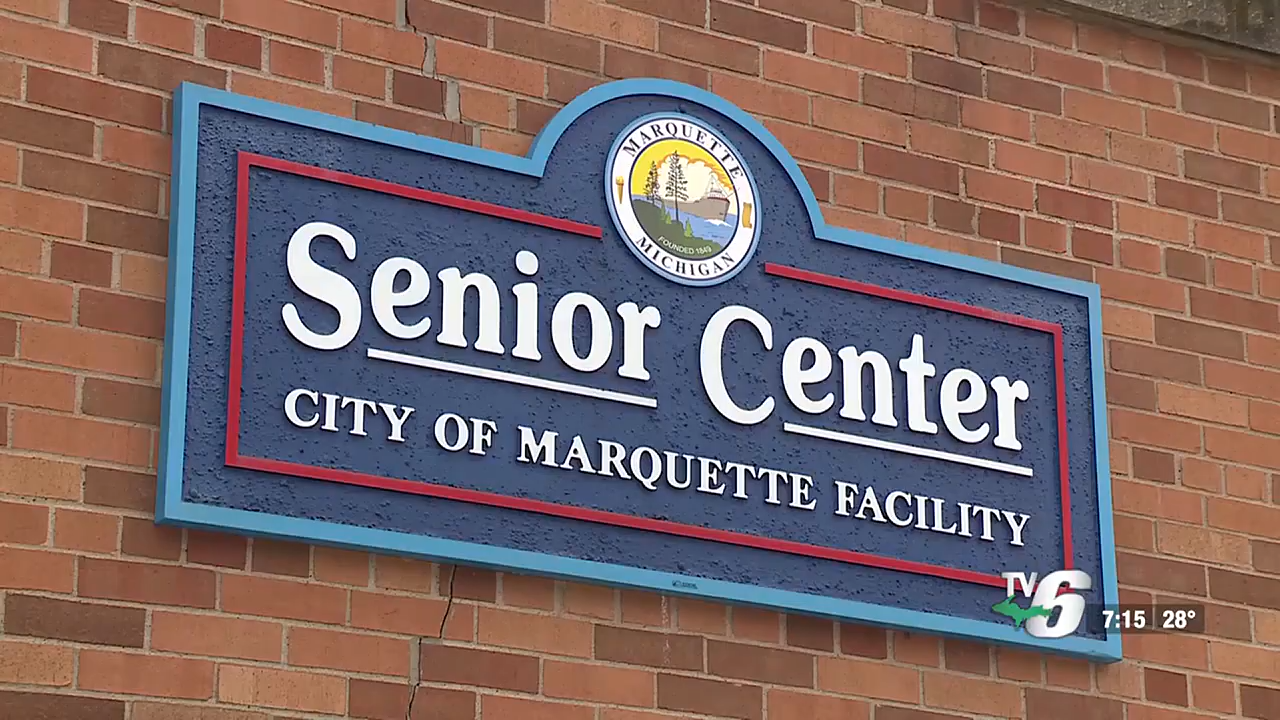 MARQUETTE
FOUNDED 1849
MICHIGAN
Senior Center
CITY OF MARQUETTE FACILITY
TV6
7:15 28°